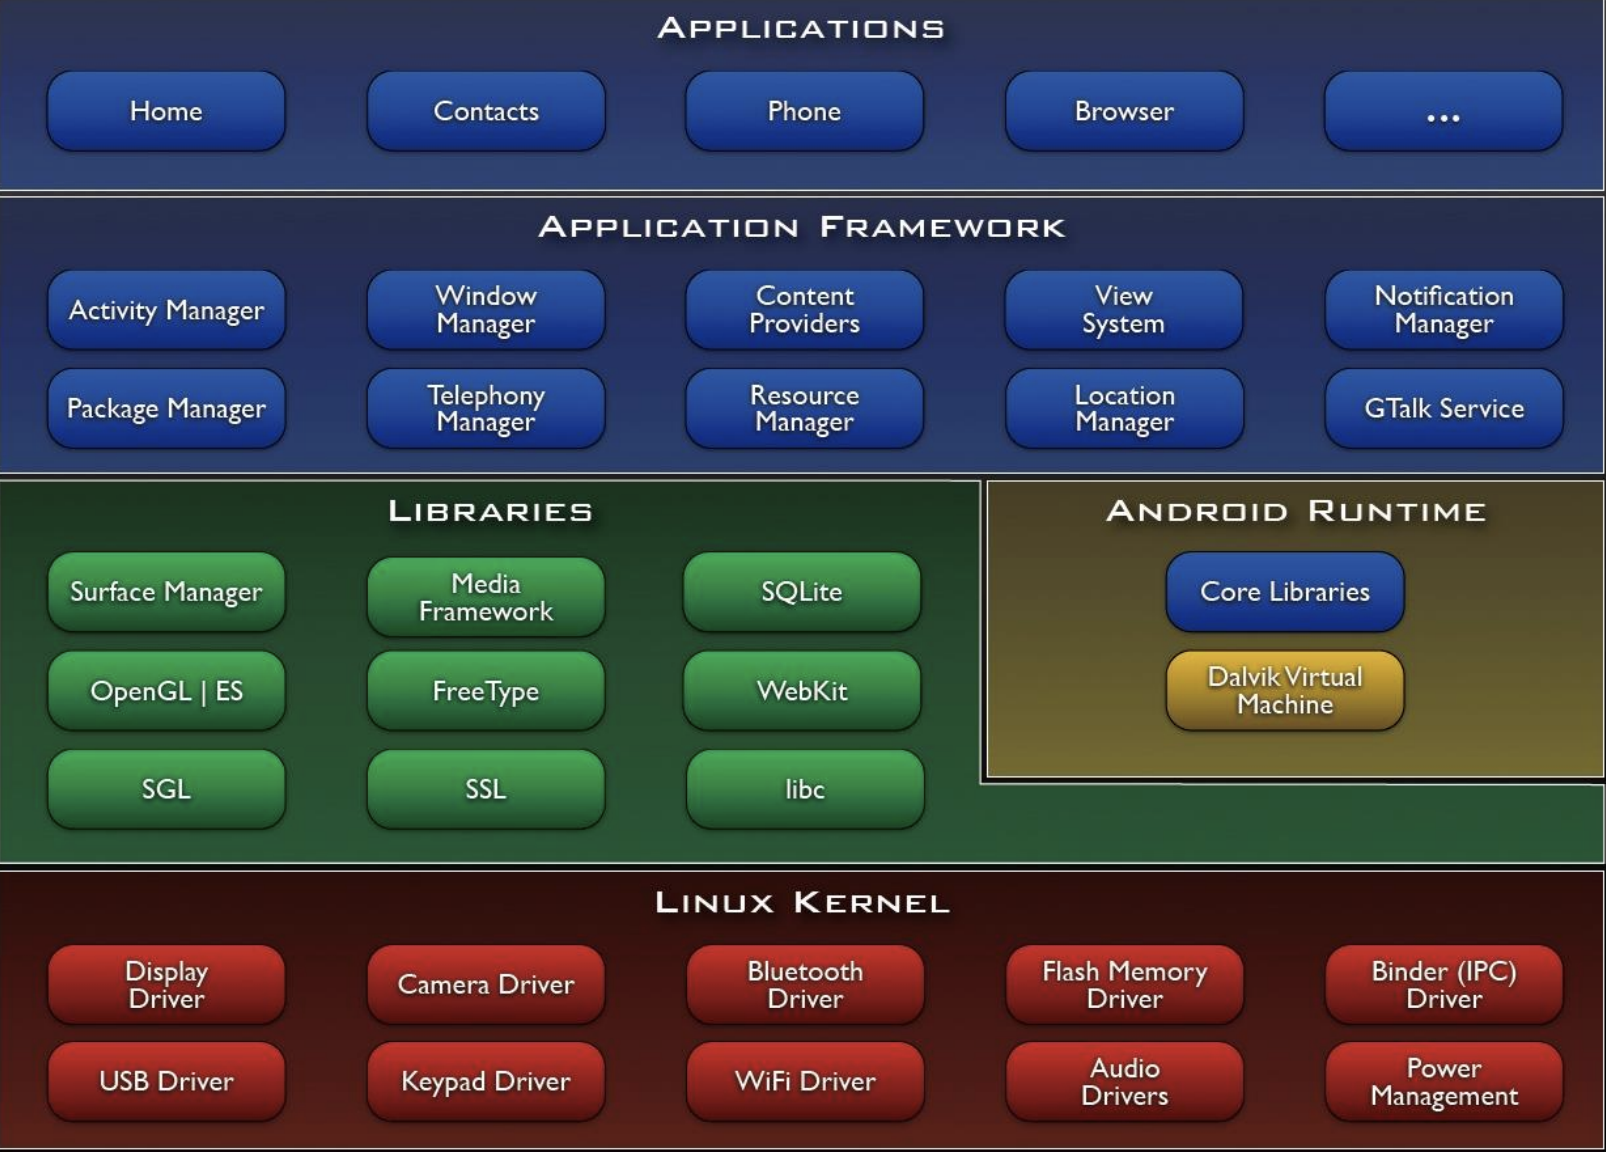 APPLICATIONS
Home
Contacts
Phone
Browser
...
APPLICATION FRAMEWORK
Activity Manager
Window
Manager
Content
Providers
View
System
Notification
Manager
Package Manager
Telephony
Manager
Resource
Manager
Location
Manager
GTalk Service
LIBRARIES
Surface Manager
Media
Framework
SQLite
OpenGL | ES
FreeType
WebKit
SGL
SSL
libc
ANDROID RUNTIME
Core Libraries
Dalvik Virtual
Machine
LINUX KERNEL
Display
Driver
Camera Driver
Bluetooth
Driver
Flash Memory
Driver
Binder (IPC)
Driver
USB Driver
Keypad Driver
WiFi Driver
Audio
Drivers
Power
Management